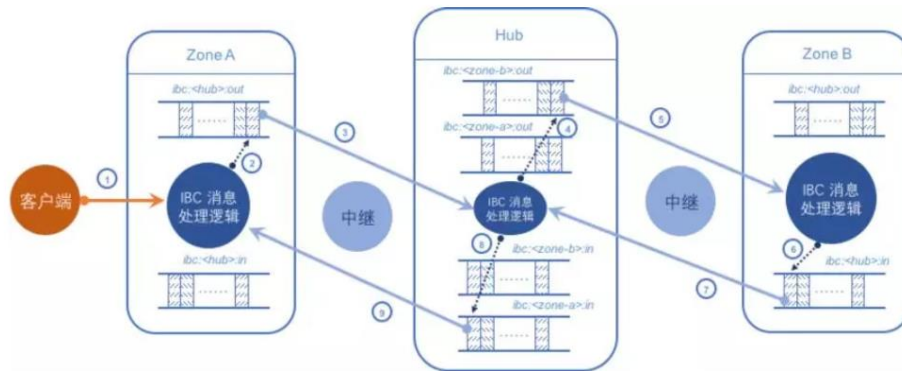 Zone A
Hub
Zone B
ibc:<hub>:out
ibc:<zone-b>:out
ibc:<hub>:out
......
......
......
ibc:<zone-a>:out
......
1
2
3
4
5
客户端
IBC 消息
处理逻辑
中继
IBC 消息
处理逻辑
中继
IBC 消息
处理逻辑
6
7
8
9
ibc:<hub>:in
......
ibc:<zone-b>:in
......
ibc:<zone-a>:in
......
ibc:<hub>:in
......